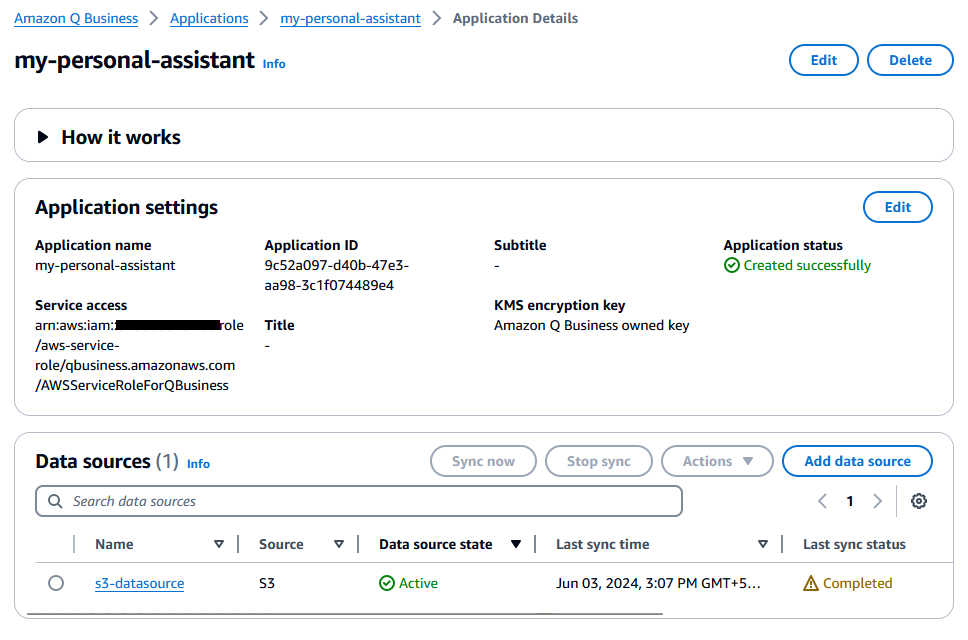 Amazon Q Business > Applications > my-personal-assistant > Application Details
my-personal-assistant Info
Edit Delete
How it works
Application settings
Edit
Application name
my-personal-assistant
Service access
arn:aws:iam: role
/aws-service-
role/qbusiness.amazonaws.com
/AWSServiceRoleForQBusiness
Application ID
9c52a097-d40b-47e3-
aa98-3c1f074489e4
Title
-
Subtitle
-
KMS encryption key
Amazon Q Business owned key
Application status
Created successfully
Data sources (1) Info
Sync now Stop sync Actions Add data source
Search data sources
1
Name Source Data source state Last sync time Last sync status
s3-datasource S3 Active Jun 03, 2024, 3:07 PM GMT+5... Completed